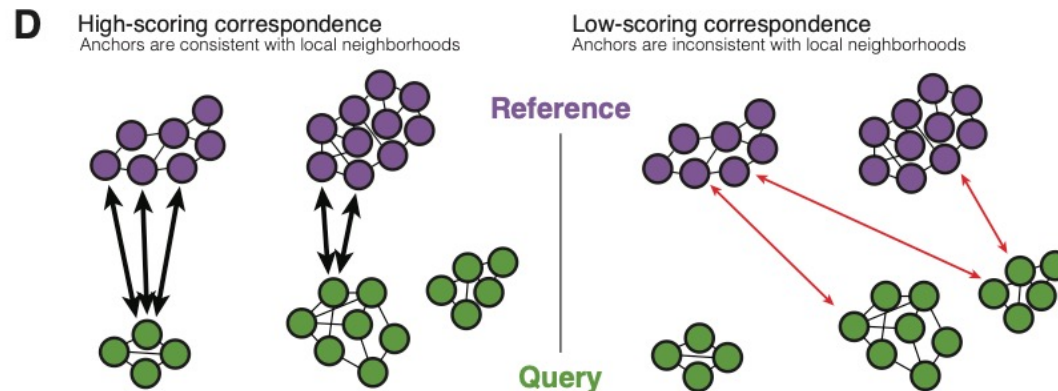 D
High-scoring correspondence
Anchors are consistent with local neighborhoods
Low-scoring correspondence
Anchors are inconsistent with local neighborhoods
Reference
Query